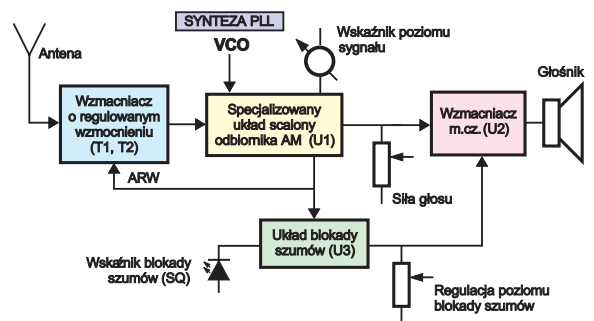 SYNTEZA PLL
VCO
Wskaźnik poziomu
sygnału
Antena
Głośnik
Wzmacniacz
o regulowanym
wzmocnieniu
(T1, T2)
Specjalizowany
układ scalony
odbiornika AM (U1)
Wzmacniacz
m.cz. (U2)
ARW
Siła głosu
Układ blokady
szumów (U3)
Wskaźnik blokady
szumów (SQ)
Regulacja poziomu
blokady szumów